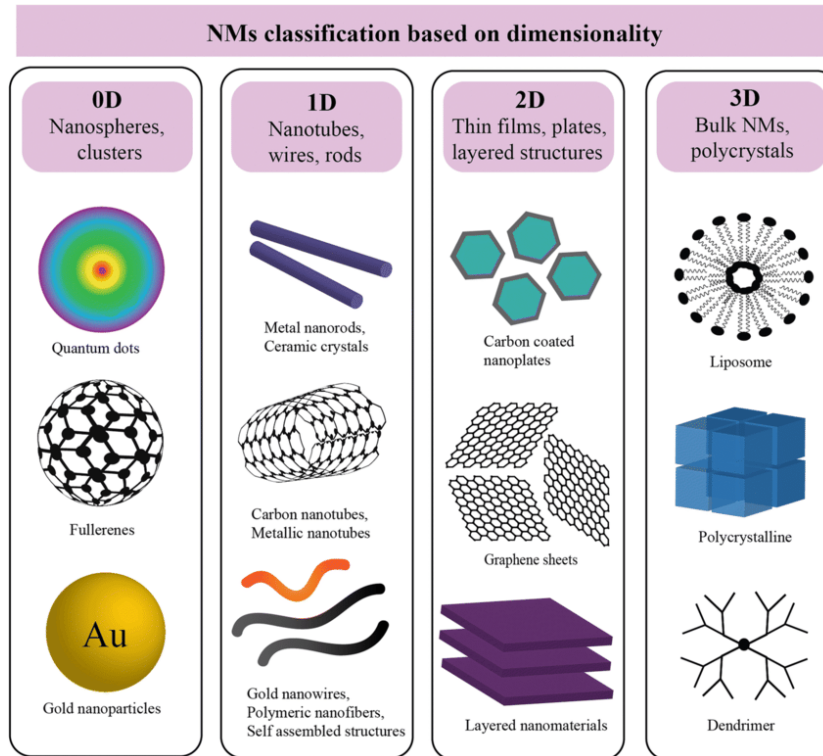 NMs classification based on dimensionality
0D
Nanospheres,
clusters
Quantum dots
Fullerenes
Au
Gold nanoparticles
1D
Nanotubes,
wires, rods
Metal nanorods,
Ceramic crystals
Carbon nanotubes,
Metallic nanotubes
Gold nanowires,
Polymeric nanofibers,
Self assembled structures
2D
Thin films, plates,
layered structures
Carbon coated
nanoplates
Graphene sheets
Layered nanomaterials
3D
Bulk NMs,
polycrystals
Liposome
Polycrystalline
Dendrimer